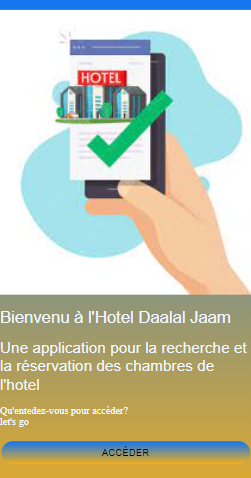 HOTEL
Bienvenu à l'Hotel Daalal Jaam
Une application pour la recherche et
la réservation des chambres de
l'hotel
Qu'entedez-vous pour accèder?
let's go
ACCÉDER